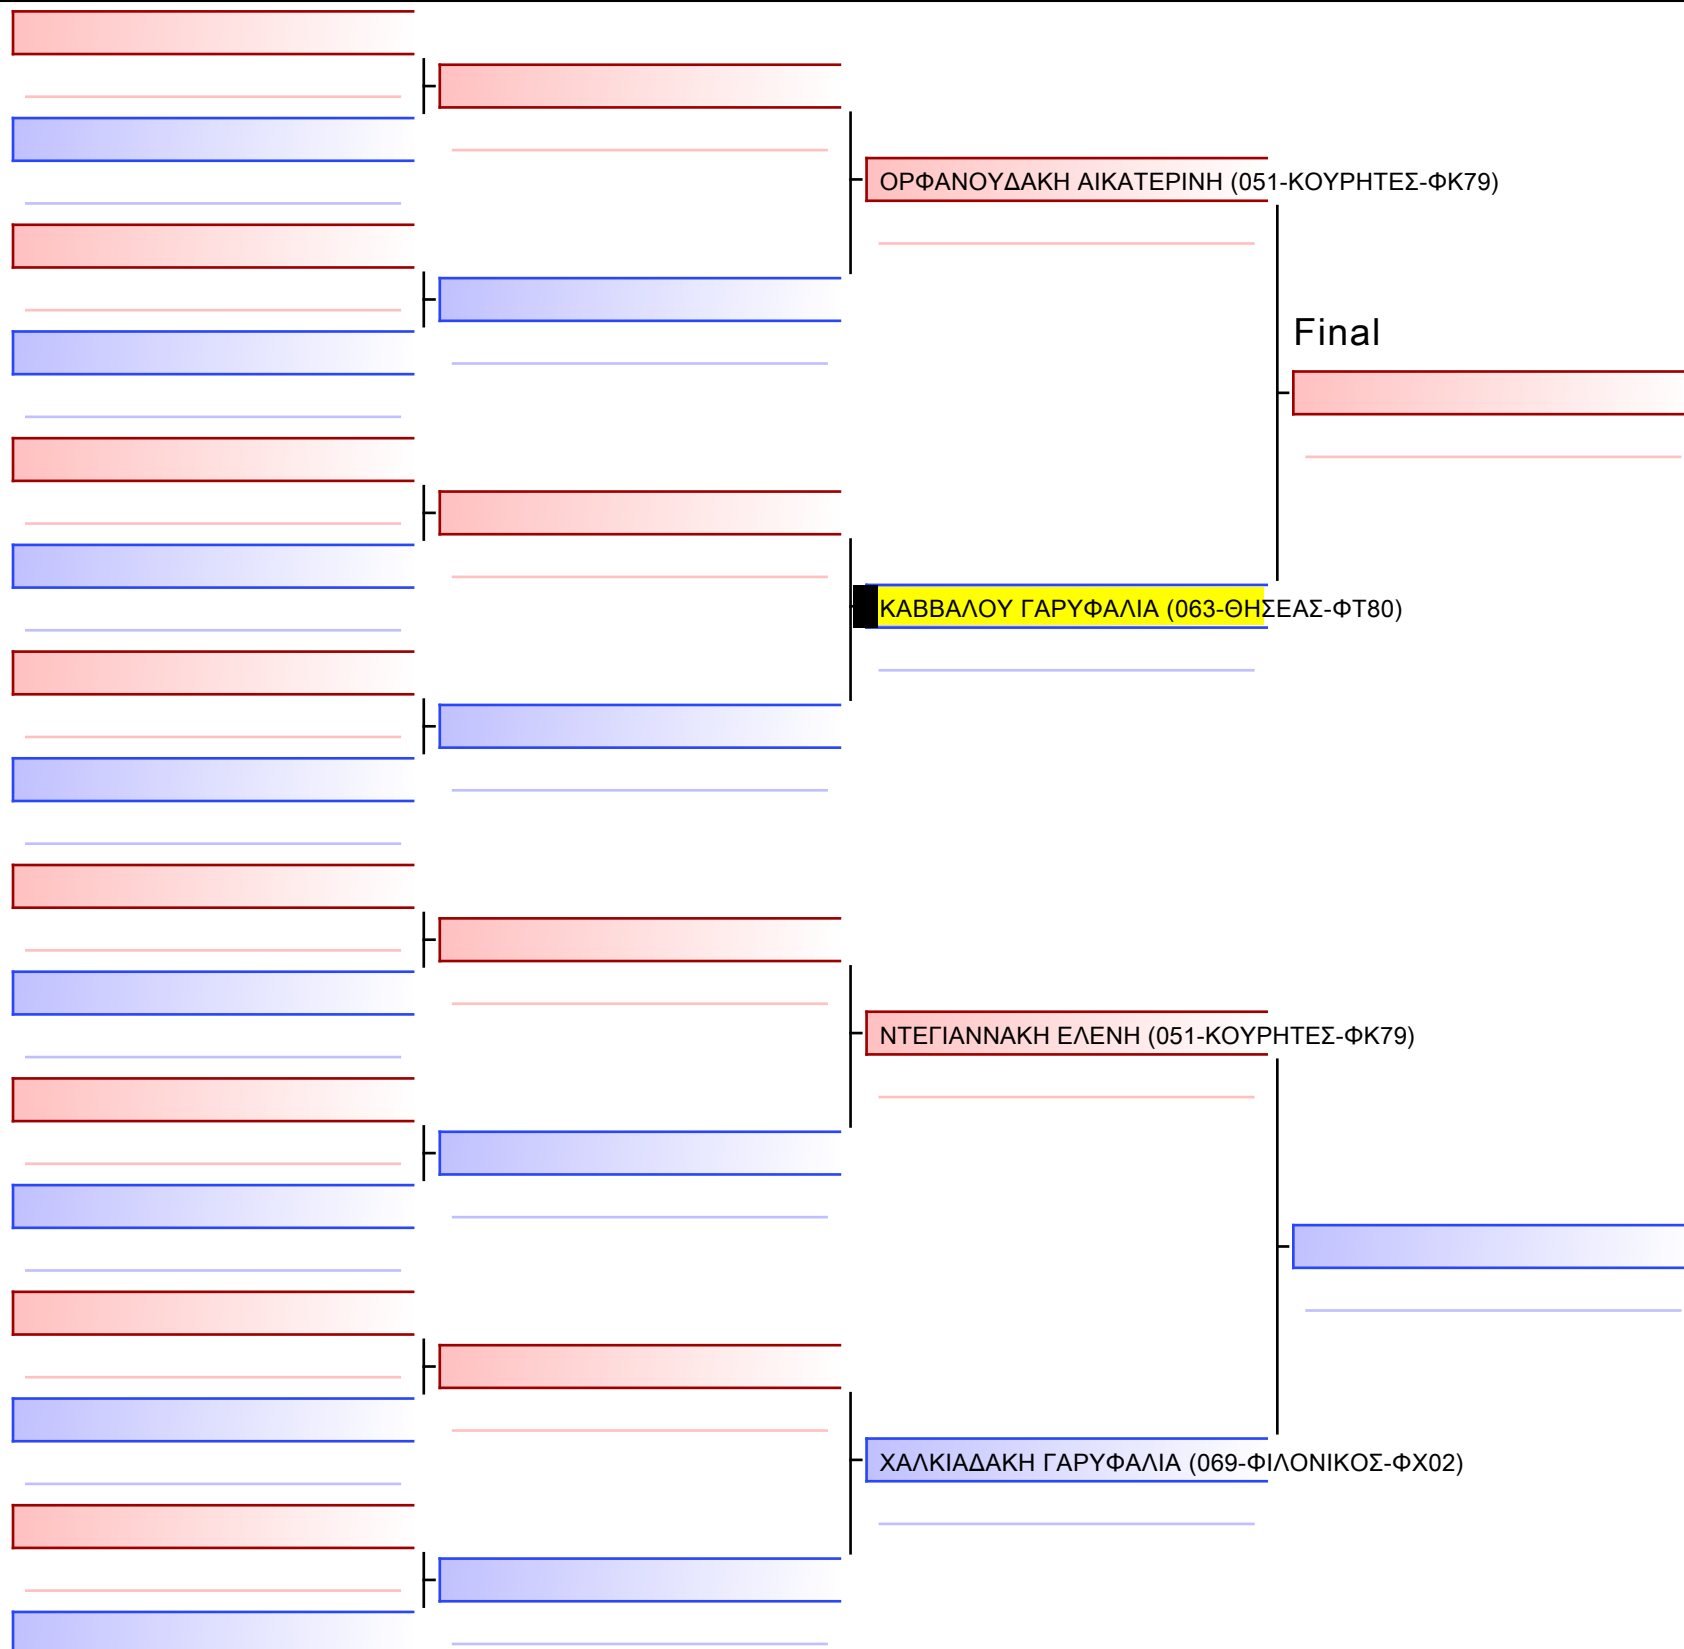 ΟΡΦΑΝΟΥΔΑΚΗ ΑΙΚΑΤΕΡΙΝΗ (051-ΚΟΥΡΗΤΕΣ-ΦΚ79)
Final
ΚΑΒΒΑΛΟΥ ΓΑΡΥΦΑΛΙΑ (063-ΘΗΣΕΑΣ-ΦΤ80)
ΝΤΕΓΙΑΝΝΑΚΗ ΕΛΕΝΗ (051-ΚΟΥΡΗΤΕΣ-ΦΚ79)
ΧΑΛΚΙΑΔΑΚΗ ΓΑΡΥΦΑΛΙΑ (069-ΦΙΛΟΝΙΚΟΣ-ΦΧ02)